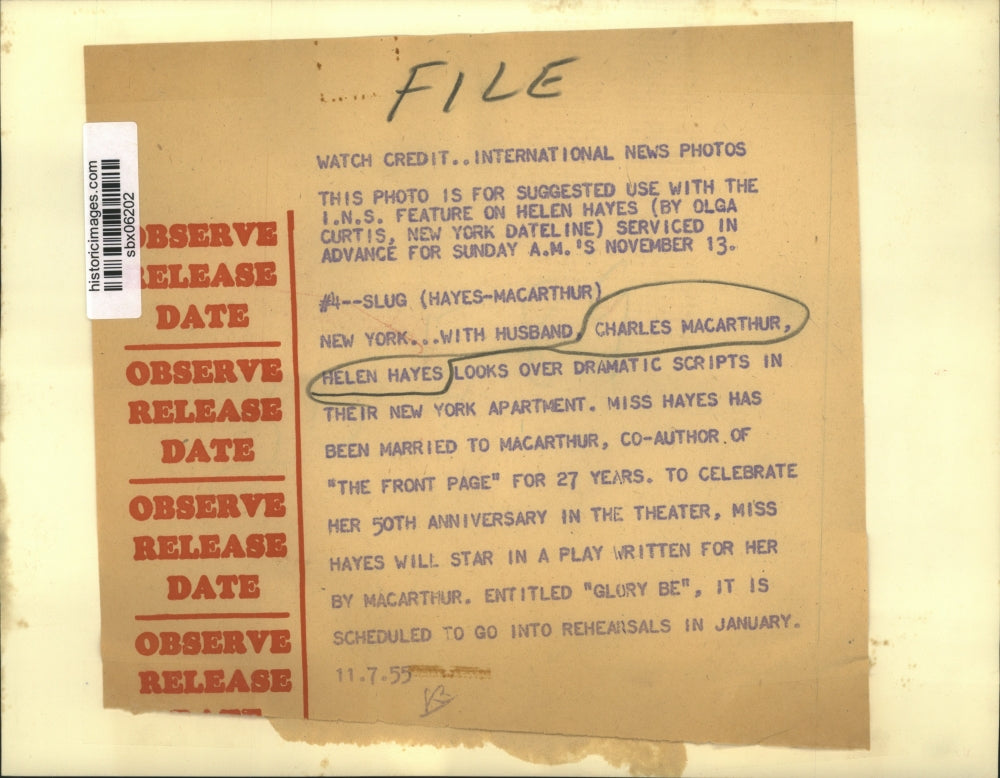 FILE
historicimages.com
sbx06202
WATCH CREDIT..INTERNATIONAL NEWS PHOTOS
THIS PHOTO IS FOR SUGGESTED USE WITH THE
I.N.S. FEATURE ON HELEN HAYES (BY OLGA
CURTIS, NEW YORK DATELINE) SERVICED IN
ADVANCE FOR SUNDAY A.M.'S NOVEMBER 13.
#4--SLUG (HAYES-MACARTHUR)
NEW YORK...WITH HUSBAND, CHARLES MACARTHUR,
HELEN HAYES LOOKS OVER DRAMATIC SCRIPTS IN
THEIR NEW YORK APARTMENT. MISS HAYES HAS
BEEN MARRIED TO MACARTHUR, CO-AUTHOR OF
"THE FRONT PAGE" FOR 27 YEARS. TO CELEBRATE
HER 50TH ANNIVERSARY IN THE THEATER, MISS
HAYES WILL STAR IN A PLAY WRITTEN FOR HER
BY MACARTHUR. ENTITLED "GLORY BE", IT IS
SCHEDULED TO GO INTO REHEARSALS IN JANUARY.
11.7.55
OBSERVE
RELEASE
DATE
OBSERVE
RELEASE
DATE
OBSERVE
RELEASE
DATE
OBSERVE
RELEASE
DATE